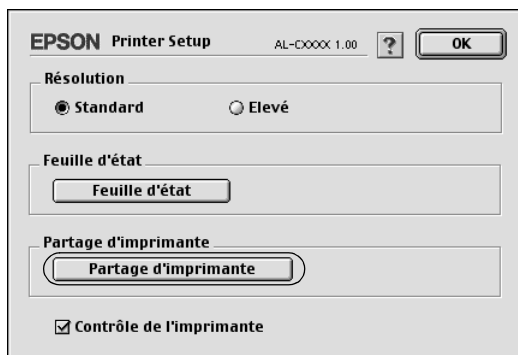 EPSON Printer Setup AL-CXXXX 1.00 ? OK
Résolution
Standard Elevé
Feuille d'état
Feuille d'état
Partage d'imprimante
Partage d'imprimante
Contrôle de l'imprimante